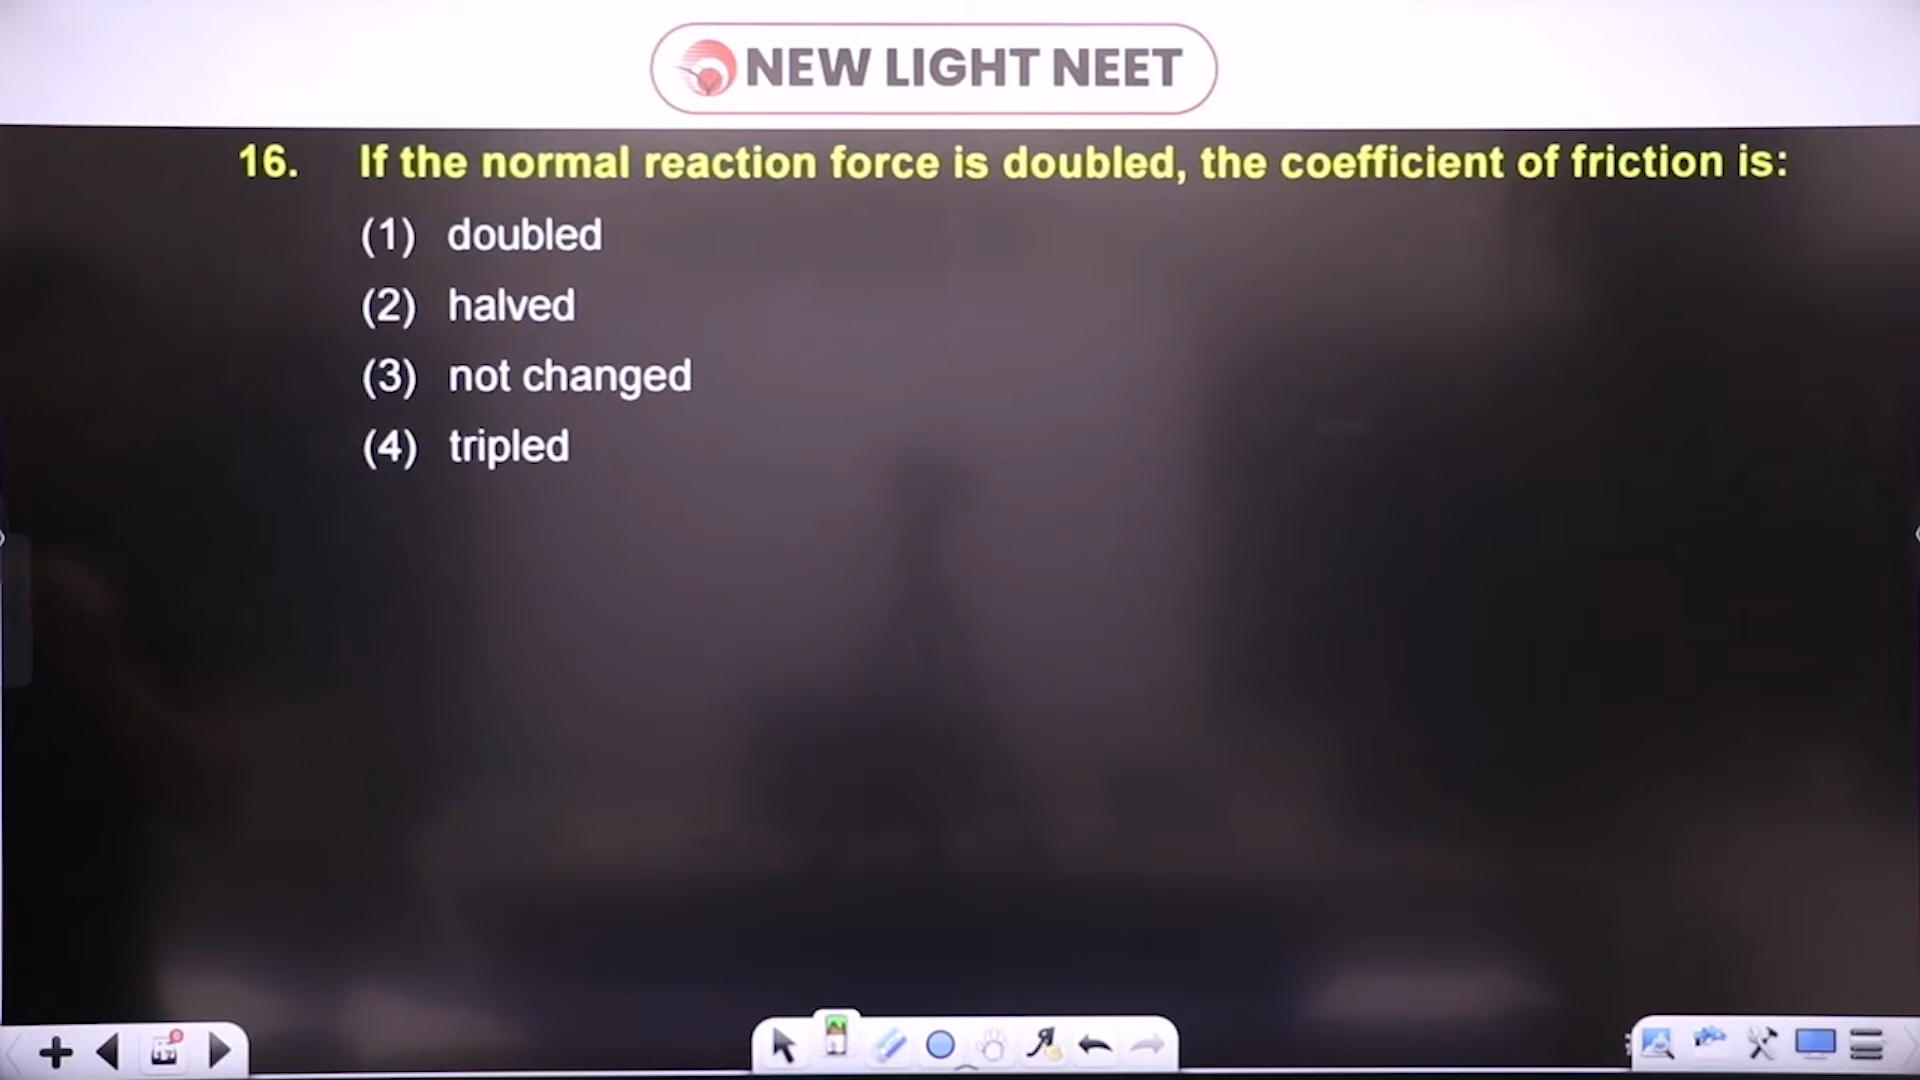 NEW LIGHT NEET
16. If the normal reaction force is doubled, the coefficient of friction is:
(1) doubled
(2) halved
(3) not changed
(4) tripled